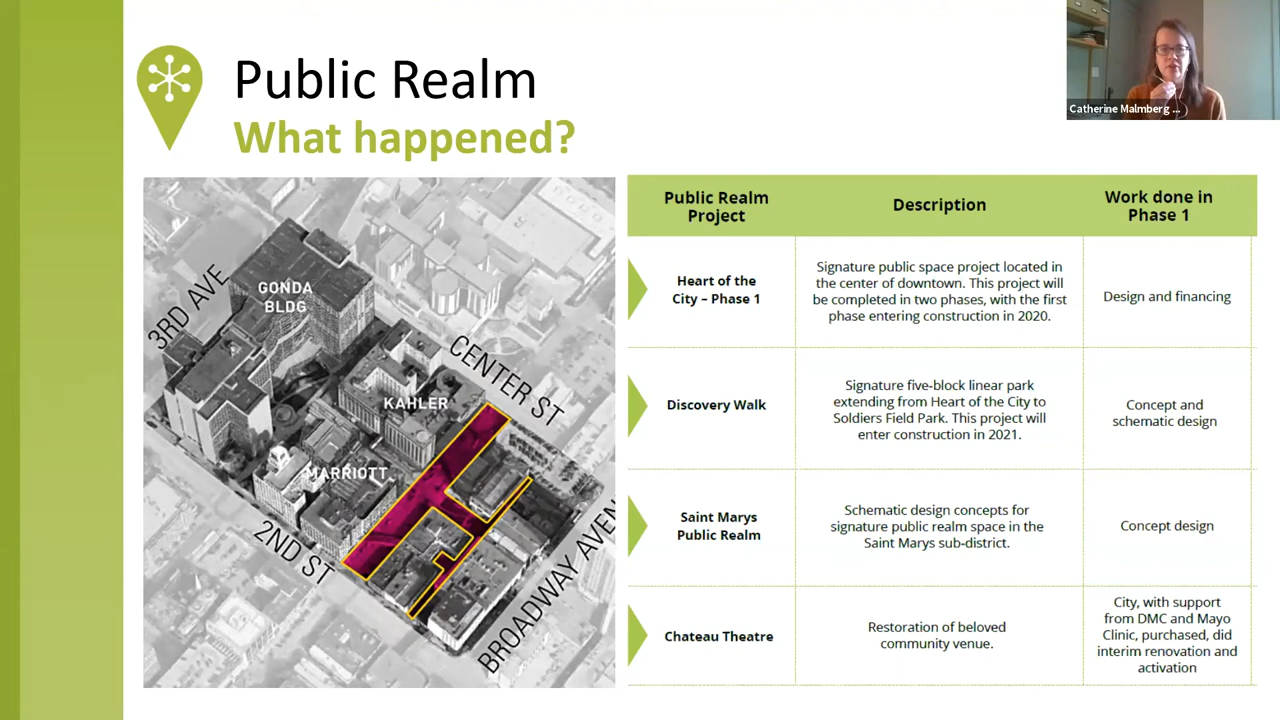 Public Realm
What happened?
Catherine Malmberg ...
3RD AVE
GONDA
BLDG
CENTER ST
KAHLER
MARRIOTT
2ND ST
BROADWAY AVEN
Public Realm
Project
Description
Work done in
Phase 1
Heart of the
City – Phase 1
Signature public space project located in
the center of downtown. This project will
be completed in two phases, with the first
phase entering construction in 2020.
Design and financing
Discovery Walk
Signature five-block linear park
extending from Heart of the City to
Soldiers Field Park. This project will
enter construction in 2021.
Concept and
schematic design
Saint Marys
Public Realm
Schematic design concepts for
signature public realm space in the
Saint Marys sub-district.
Concept design
Chateau Theatre
Restoration of beloved
community venue.
City, with support
from DMC and Mayo
Clinic, purchased, did
interim renovation and
activation